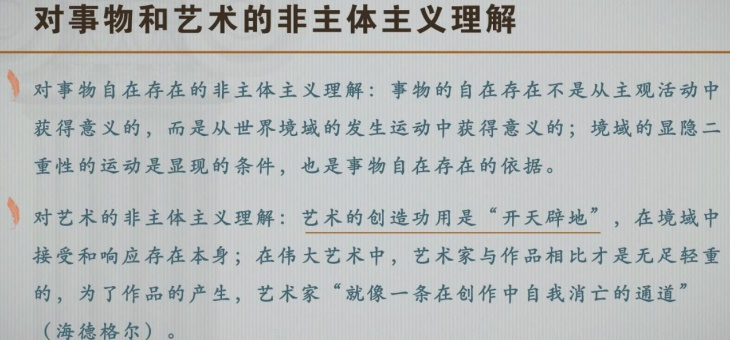 对事物和艺术的非主体主义理解
对事物自在存在的非主体主义理解：事物的自在存在不是从主观活动中
获得意义的，而是从世界境域的发生运动中获得意义的；境域的显隐二
重性的运动是显现的条件，也是事物自在存在的依据。
对艺术的非主体主义理解：艺术的创造功用是“开天辟地”，在境域中
接受和响应存在本身；在伟大艺术中，艺术家与作品相比才是无足轻重
的，为了作品的产生，艺术家“就像一条在创作中自我消亡的通道”
（海德格尔）。